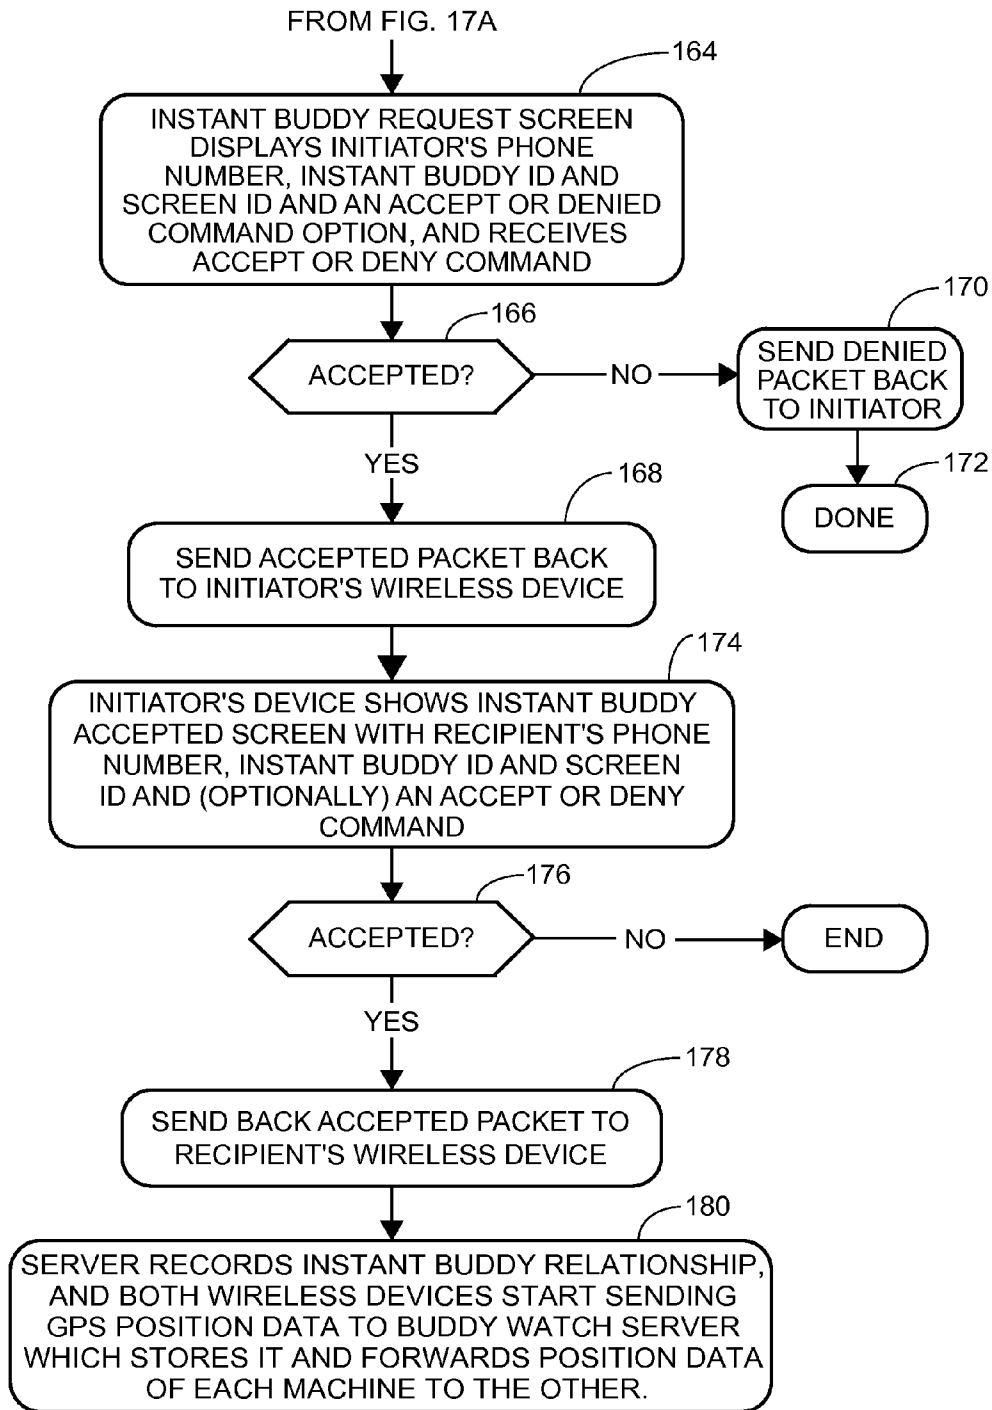 FROM FIG. 17A
164
INSTANT BUDDY REQUEST SCREEN
DISPLAYS INITIATOR'S PHONE
NUMBER, INSTANT BUDDY ID AND
SCREEN ID AND AN ACCEPT OR DENIED
COMMAND OPTION, AND RECEIVES
ACCEPT OR DENY COMMAND
166
ACCEPTED?
NO
170
SEND DENIED
PACKET BACK
TO INITIATOR
172
DONE
YES
168
SEND ACCEPTED PACKET BACK
TO INITIATOR'S WIRELESS DEVICE
174
INITIATOR'S DEVICE SHOWS INSTANT BUDDY
ACCEPTED SCREEN WITH RECIPIENT'S PHONE
NUMBER, INSTANT BUDDY ID AND SCREEN
ID AND (OPTIONALLY) AN ACCEPT OR DENY
COMMAND
176
ACCEPTED?
NO
END
YES
178
SEND BACK ACCEPTED PACKET TO
RECIPIENT'S WIRELESS DEVICE
180
SERVER RECORDS INSTANT BUDDY RELATIONSHIP,
AND BOTH WIRELESS DEVICES START SENDING
GPS POSITION DATA TO BUDDY WATCH SERVER
WHICH STORES IT AND FORWARDS POSITION DATA
OF EACH MACHINE TO THE OTHER.